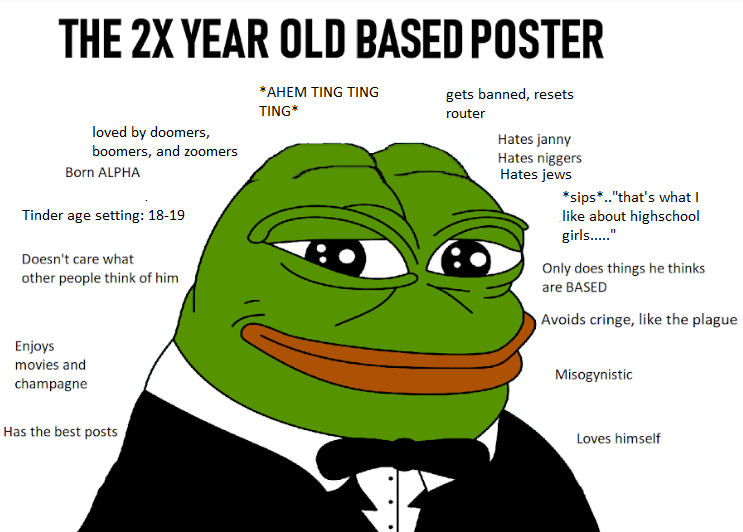 THE 2X YEAR OLD BASED POSTER
*AHEM TING TING
TING*
gets banned, resets
router
loved by doomers,
boomers, and zoomers
Born ALPHA
Hates janny
Hates niggers
Hates jews
Tinder age setting: 18-19
*sips*.."that's what I
like about highschool
girls....."
Doesn't care what
other people think of him
Only does things he thinks
are BASED
Avoids cringe, like the plague
Enjoys
movies and
champagne
Misogynistic
Has the best posts
Loves himself